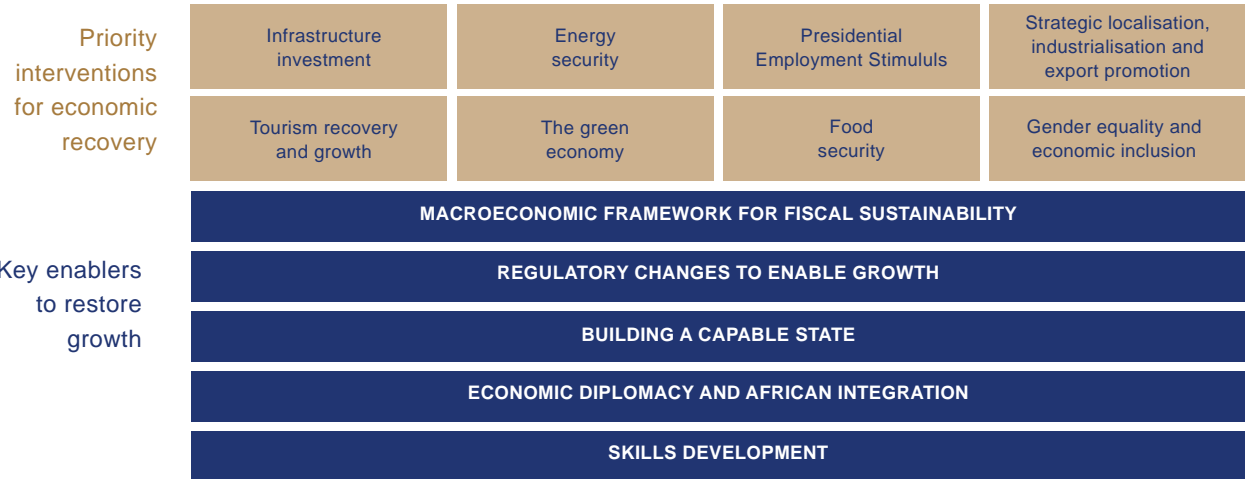 Priority
interventions
for economic
recovery
Infrastructure
investment
Energy
security
Presidential
Employment Stimululs
Strategic localisation,
industrialisation and
export promotion
Tourism recovery
and growth
The green
economy
Food
security
Gender equality and
economic inclusion
Key enablers
to restore
growth
MACROECONOMIC FRAMEWORK FOR FISCAL SUSTAINABILITY
REGULATORY CHANGES TO ENABLE GROWTH
BUILDING A CAPABLE STATE
ECONOMIC DIPLOMACY AND AFRICAN INTEGRATION
SKILLS DEVELOPMENT